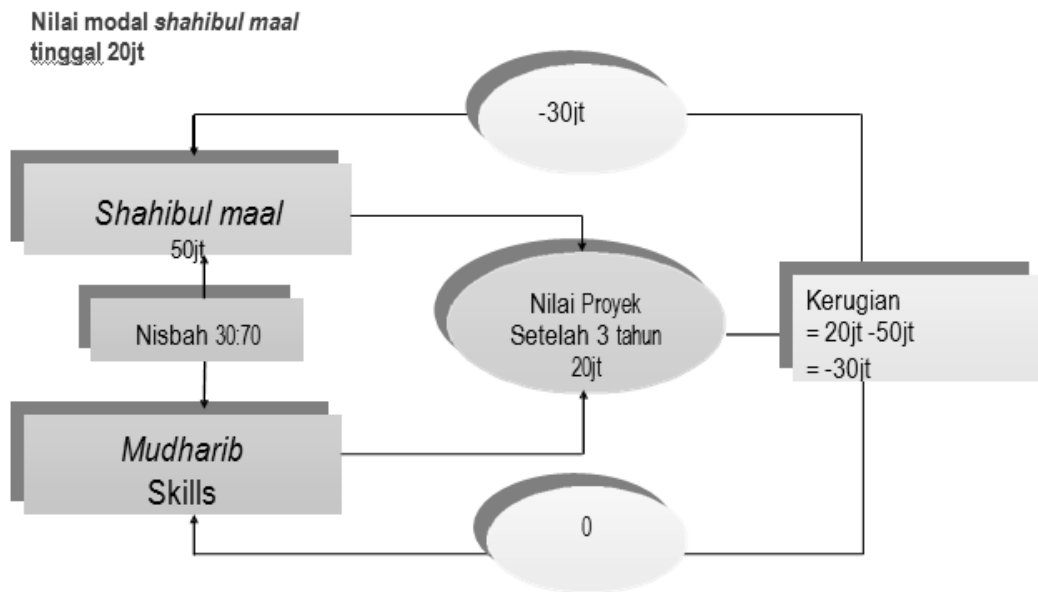 Nilai modal shahibul maal
tinggal 20jt
-30jt
Shahibul maal
50jt
Nisbah 30:70
Nilai Proyek
Setelah 3 tahun
20jt
Kerugian
= 20jt -50jt
= -30jt
Mudharib
Skills
0